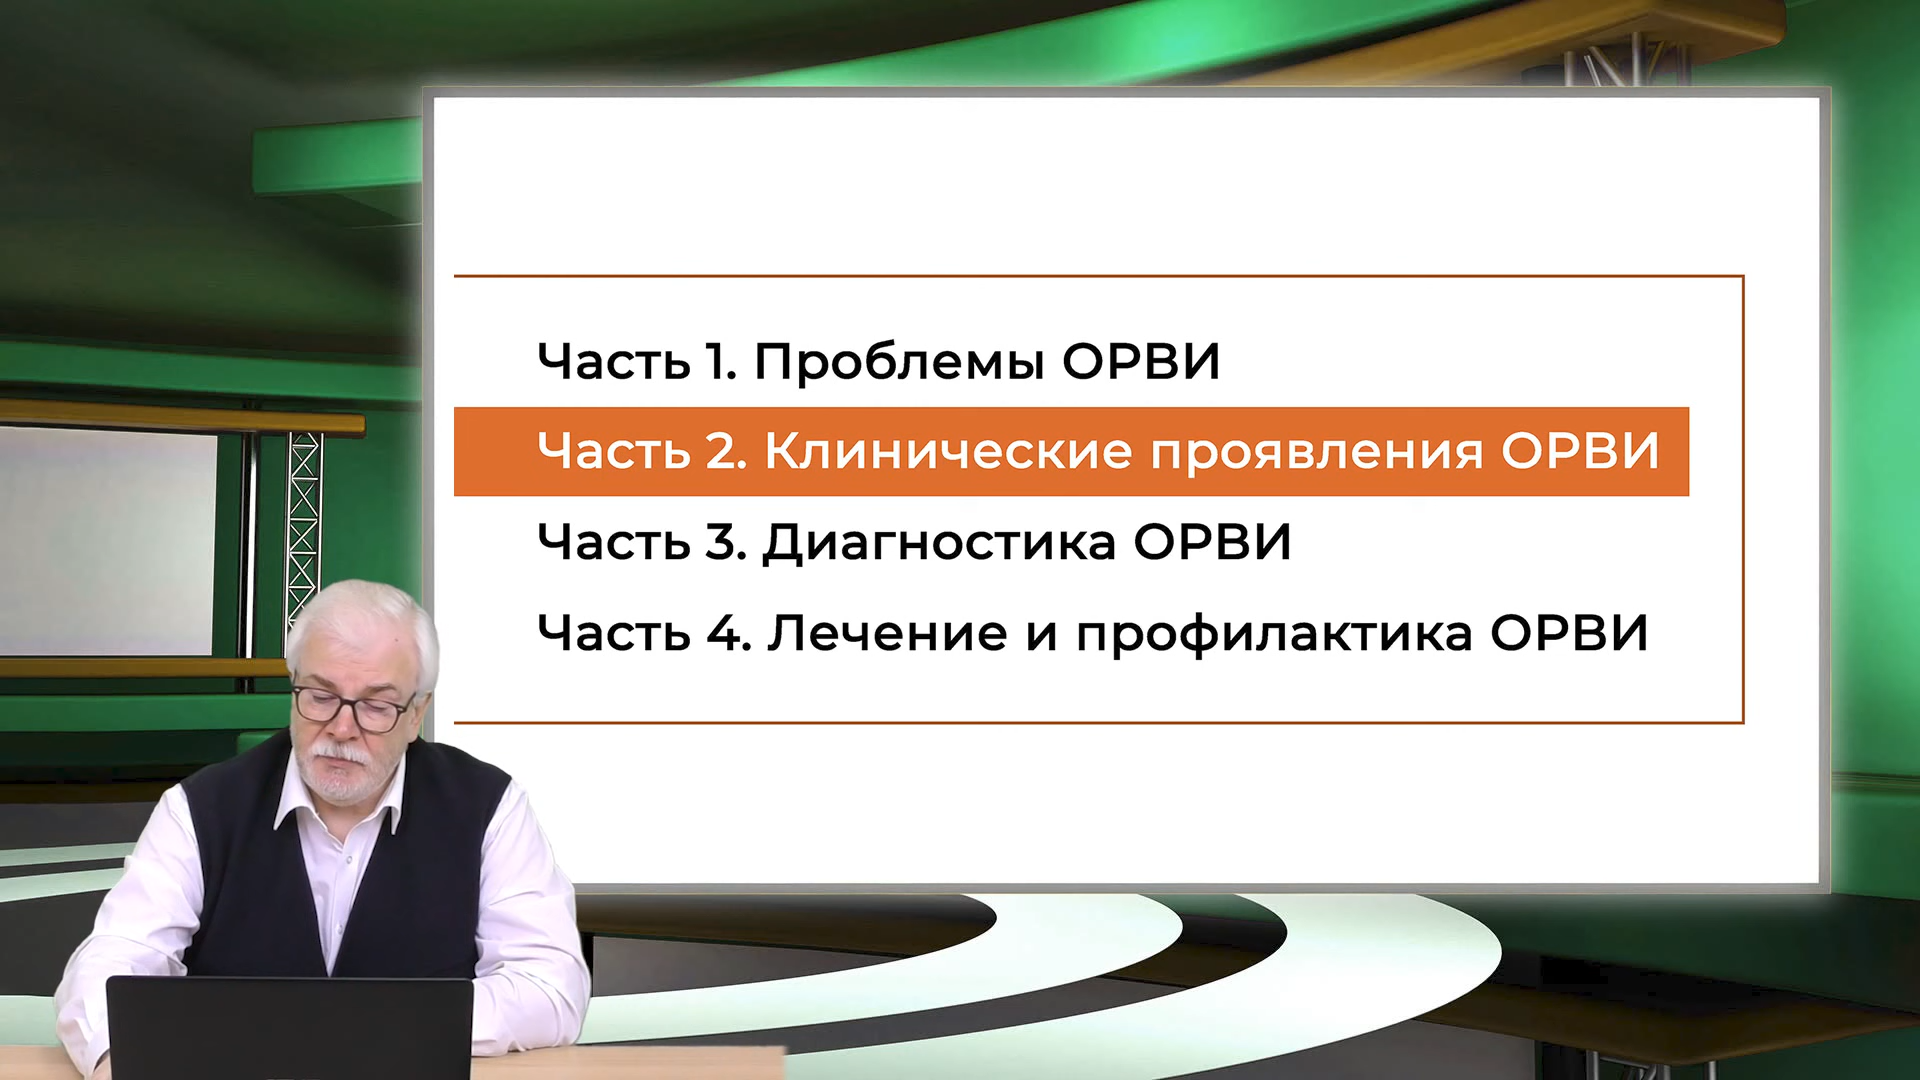 Часть 1. Проблемы ОРВИ
Часть 2. Клинические проявления ОРВИ
Часть 3. Диагностика ОРВИ
Часть 4. Лечение и профилактика ОРВИ